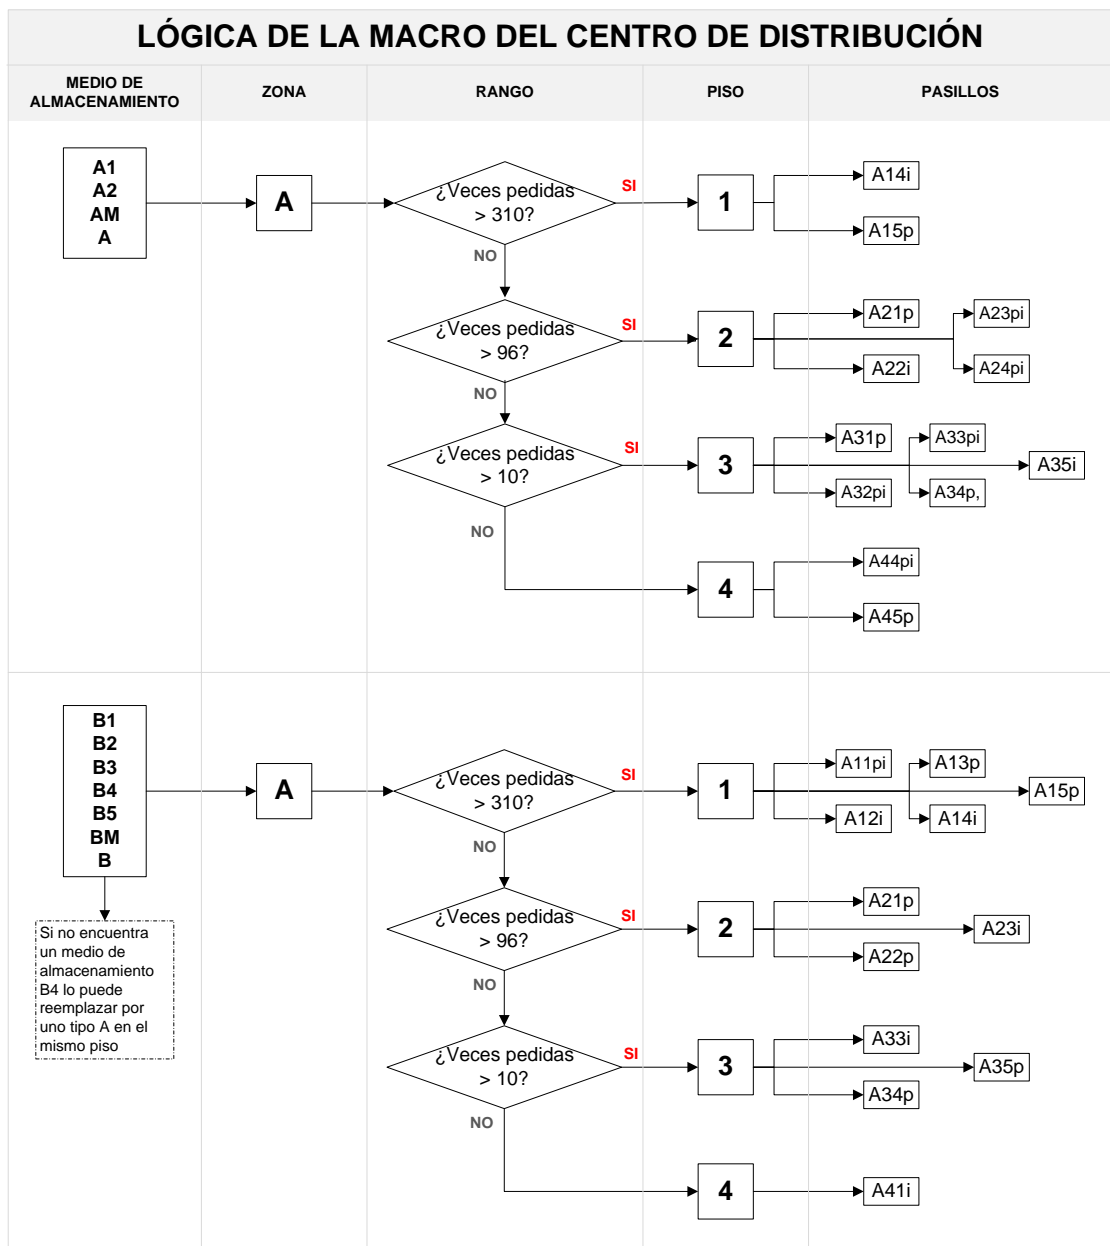 LÓGICA DE LA MACRO DEL CENTRO DE DISTRIBUCIÓN
MEDIO DE
ALMACENAMIENTO
ZONA
RANGO
PISO
PASILLOS
A1
A2
AM
A
A
¿Veces pedidas
> 310?
SI
NO
1
A14i
A15p
¿Veces pedidas
> 96?
SI
NO
2
A21p
A23pi
A22i
A24pi
¿Veces pedidas
> 10?
SI
NO
3
A31p
A33pi
A35i
A32pi
A34p,
4
A44pi
A45p
B1
B2
B3
B4
B5
BM
B
Si no encuentra
un medio de
almacenamiento
B4 lo puede
reemplazar por
uno tipo A en el
mismo piso
A
¿Veces pedidas
> 310?
SI
NO
1
A11pi
A13p
A15p
A12i
A14i
¿Veces pedidas
> 96?
SI
NO
2
A21p
A23i
A22p
¿Veces pedidas
> 10?
SI
NO
3
A33i
A35p
A34p
4
A41i